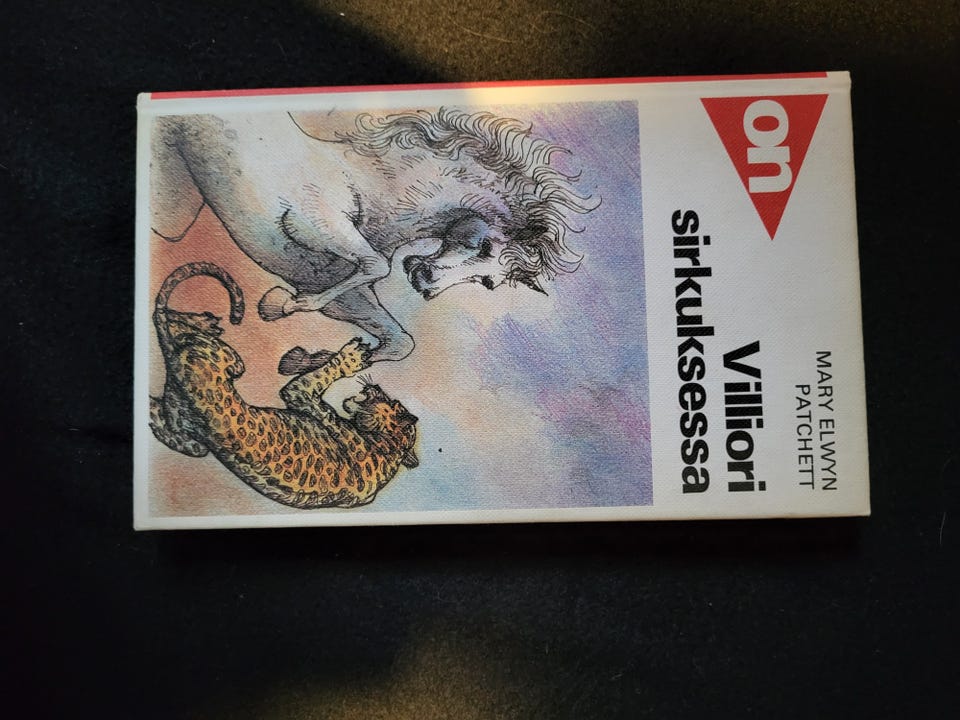 on
MARY ELWYN
PATCHETT
Villiori
sirkuksessa